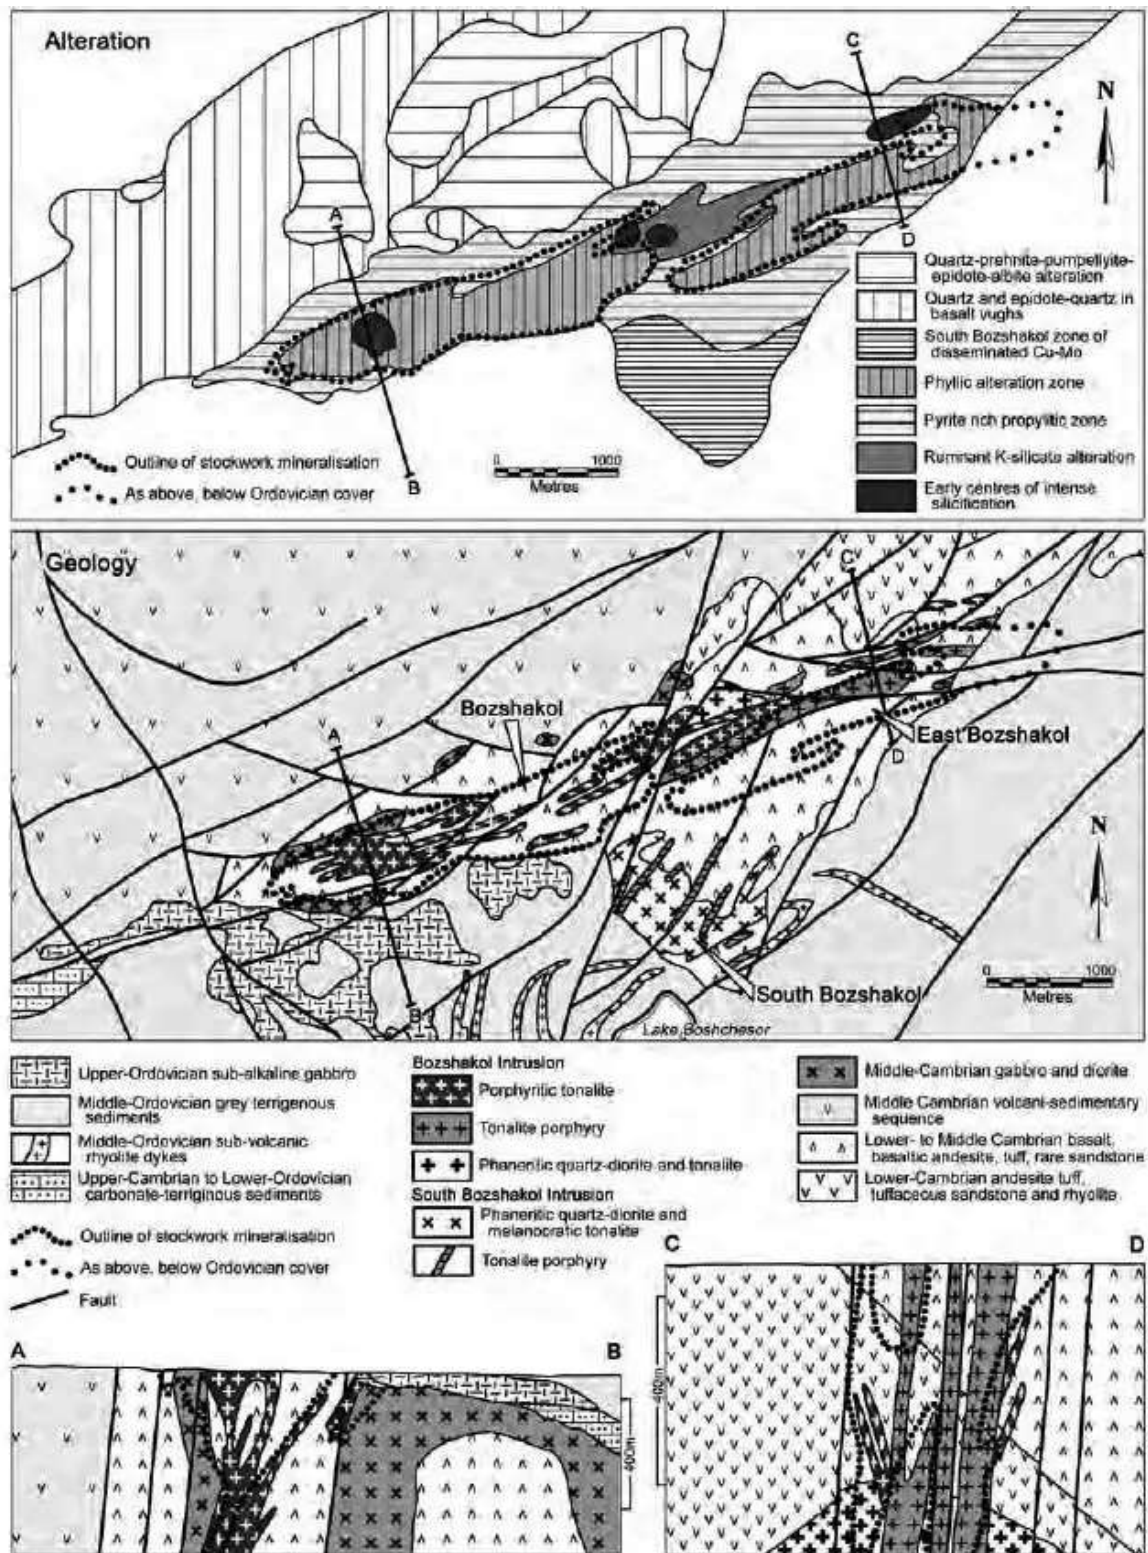 Alteration
C
N
A
D
Quartz-prehnite-pumpellyite-
epidote-albite alteration
Quartz and epidote-quartz in
basalt vughs
South Bozshakol zone of
disseminated Cu-Mo
Phyllic alteration zone
Pyrite rich propylitic zone
Remnant K-silicate alteration
Early centres of intense
silicification
Outline of stockwork mineralisation
As above, below Ordovician cover
B
0 1000
Metres
Geology
C
Bozshakol
A
East Bozshakol
D
N
South Bozshakol
0 1000
Metres
B
Lake Boshchesor
Upper-Ordovician sub-alkaline gabbro
Middle-Ordovician grey terrigenous
sediments
Middle-Ordovician sub-volcanic
rhyolite dykes
Upper-Cambrian to Lower-Ordovician
carbonate-terriginous sediments
Outline of stockwork mineralisation
As above, below Ordovician cover
Fault
Bozshakol Intrusion
Porphyritic tonalite
Tonalite porphyry
Phaneritic quartz-diorite and tonalite
South Bozshakol Intrusion
Phaneritic quartz-diorite and
melanocratic tonalite
Tonalite porphyry
Middle-Cambrian gabbro and diorite
Middle Cambrian volcani-sedimentary
sequence
Lower- to Middle Cambrian basalt,
basaltic andesite, tuff, rare sandstone
Lower-Cambrian andesite tuff,
tuffaceous sandstone and rhyolite
C D
400m
A B
400m